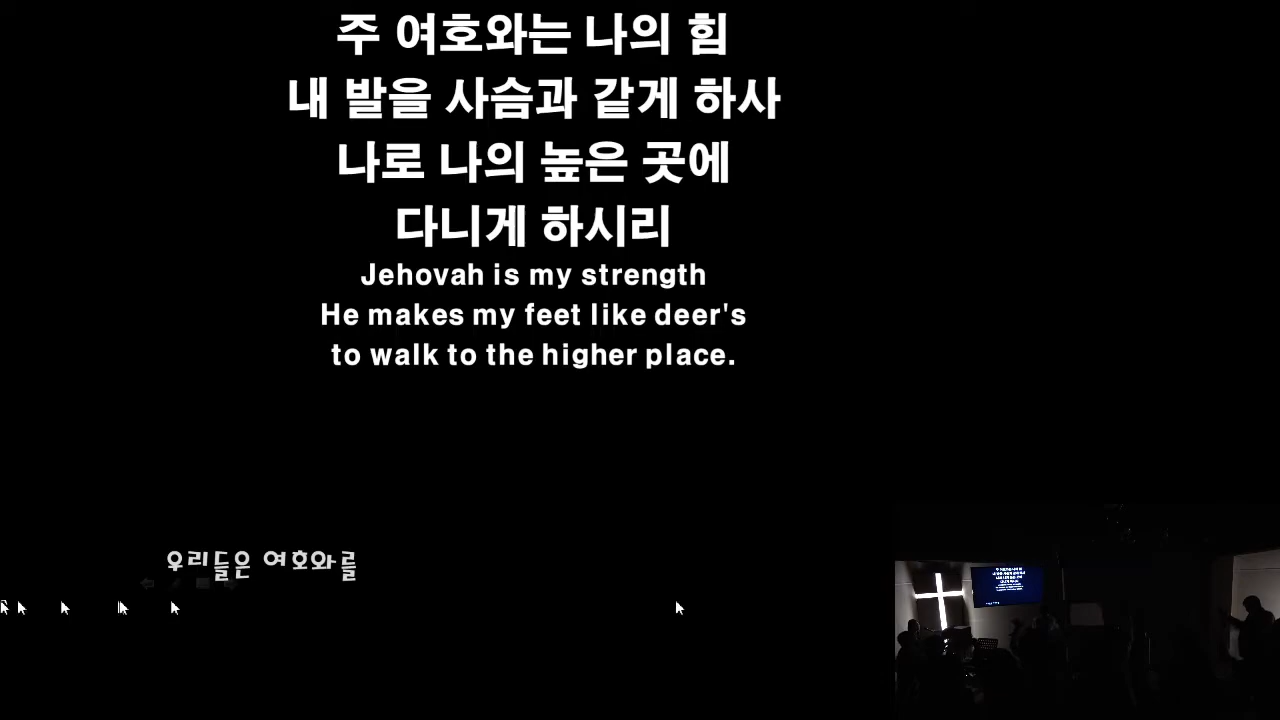 주 여호와는 나의 힘
내 발을 사슴과 같게 하사
나로 나의 높은 곳에
다니게 하시리
Jehovah is my strength
He makes my feet like deer's
to walk to the higher place.
우리들은 여호와를